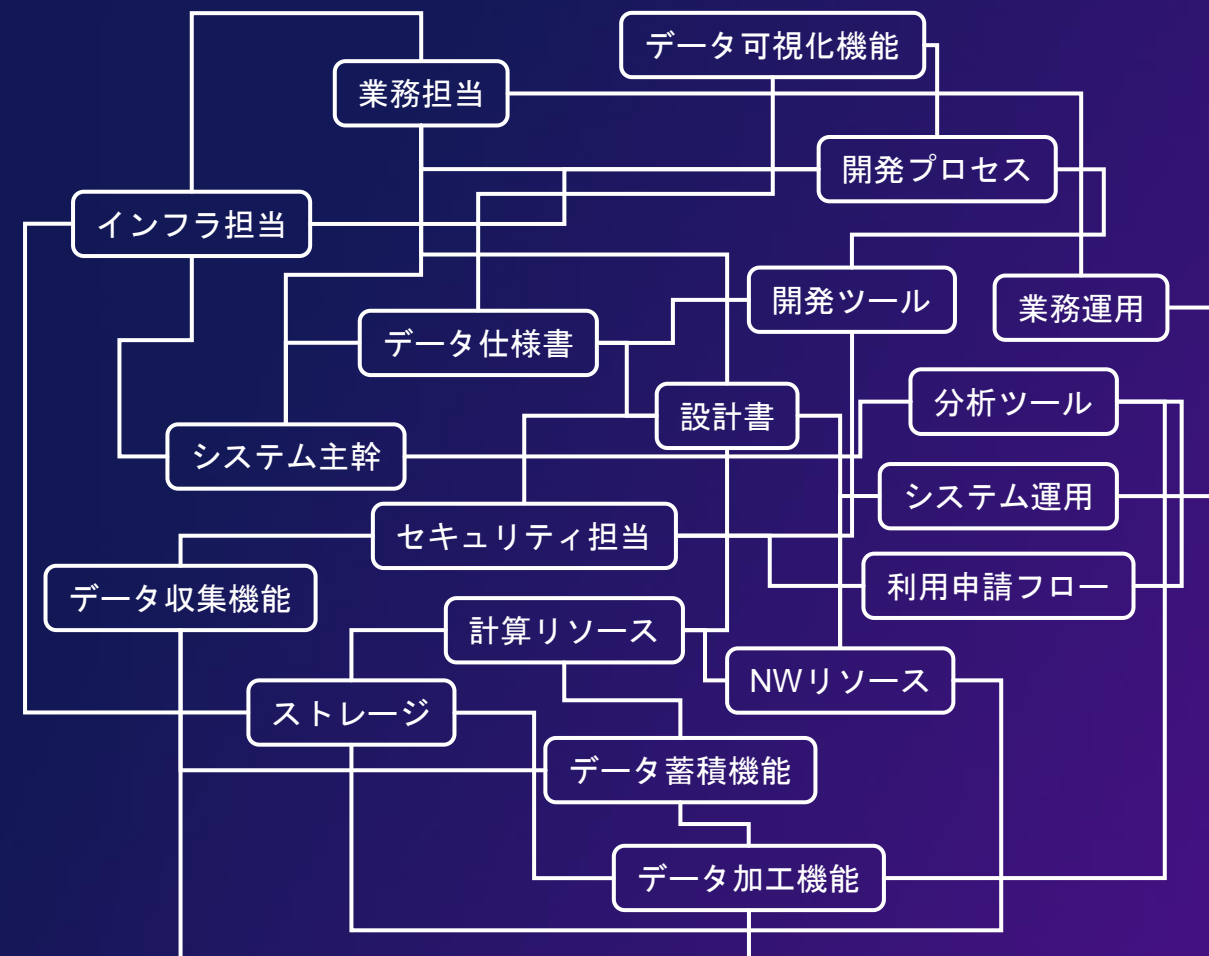 データ可視化機能
業務担当
開発プロセス
インフラ担当
開発ツール
業務運用
データ仕様書
分析ツール
設計書
システム主幹
システム運用
セキュリティ担当
利用申請フロー
データ収集機能
計算リソース
NWリソース
ストレージ
データ蓄積機能
データ加工機能